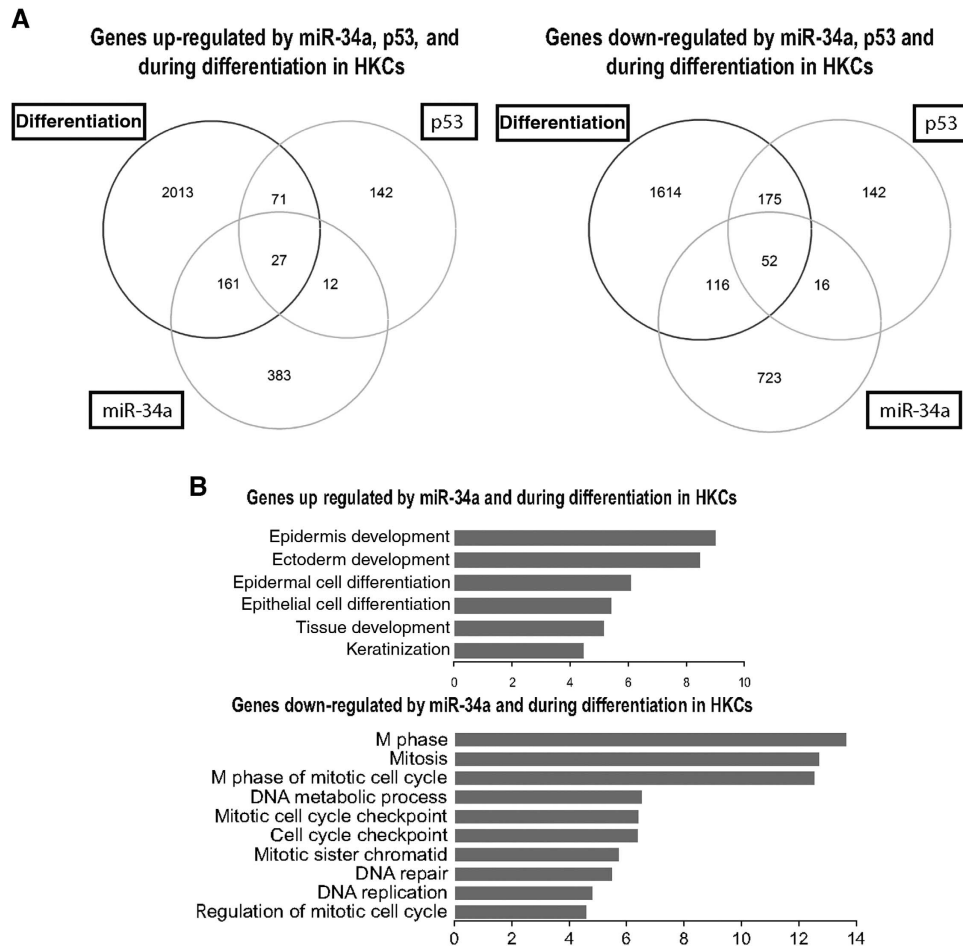 A
Genes up-regulated by miR-34a, p53, and
during differentiation in HKCs
Differentiation
p53
2013
71
142
27
161
12
383
miR-34a
Genes down-regulated by miR-34a, p53 and
during differentiation in HKCs
Differentiation
p53
1614
175
142
52
116
16
723
miR-34a
B
Genes up regulated by miR-34a and during differentiation in HKCs
Epidermis development
Ectoderm development
Epidermal cell differentiation
Epithelial cell differentiation
Tissue development
Keratinization
0 2 4 6 8 10
Genes down-regulated by miR-34a and during differentiation in HKCs
M phase
Mitosis
M phase of mitotic cell cycle
DNA metabolic process
Mitotic cell cycle checkpoint
Cell cycle checkpoint
Mitotic sister chromatid
DNA repair
DNA replication
Regulation of mitotic cell cycle
0 2 4 6 8 10 12 14